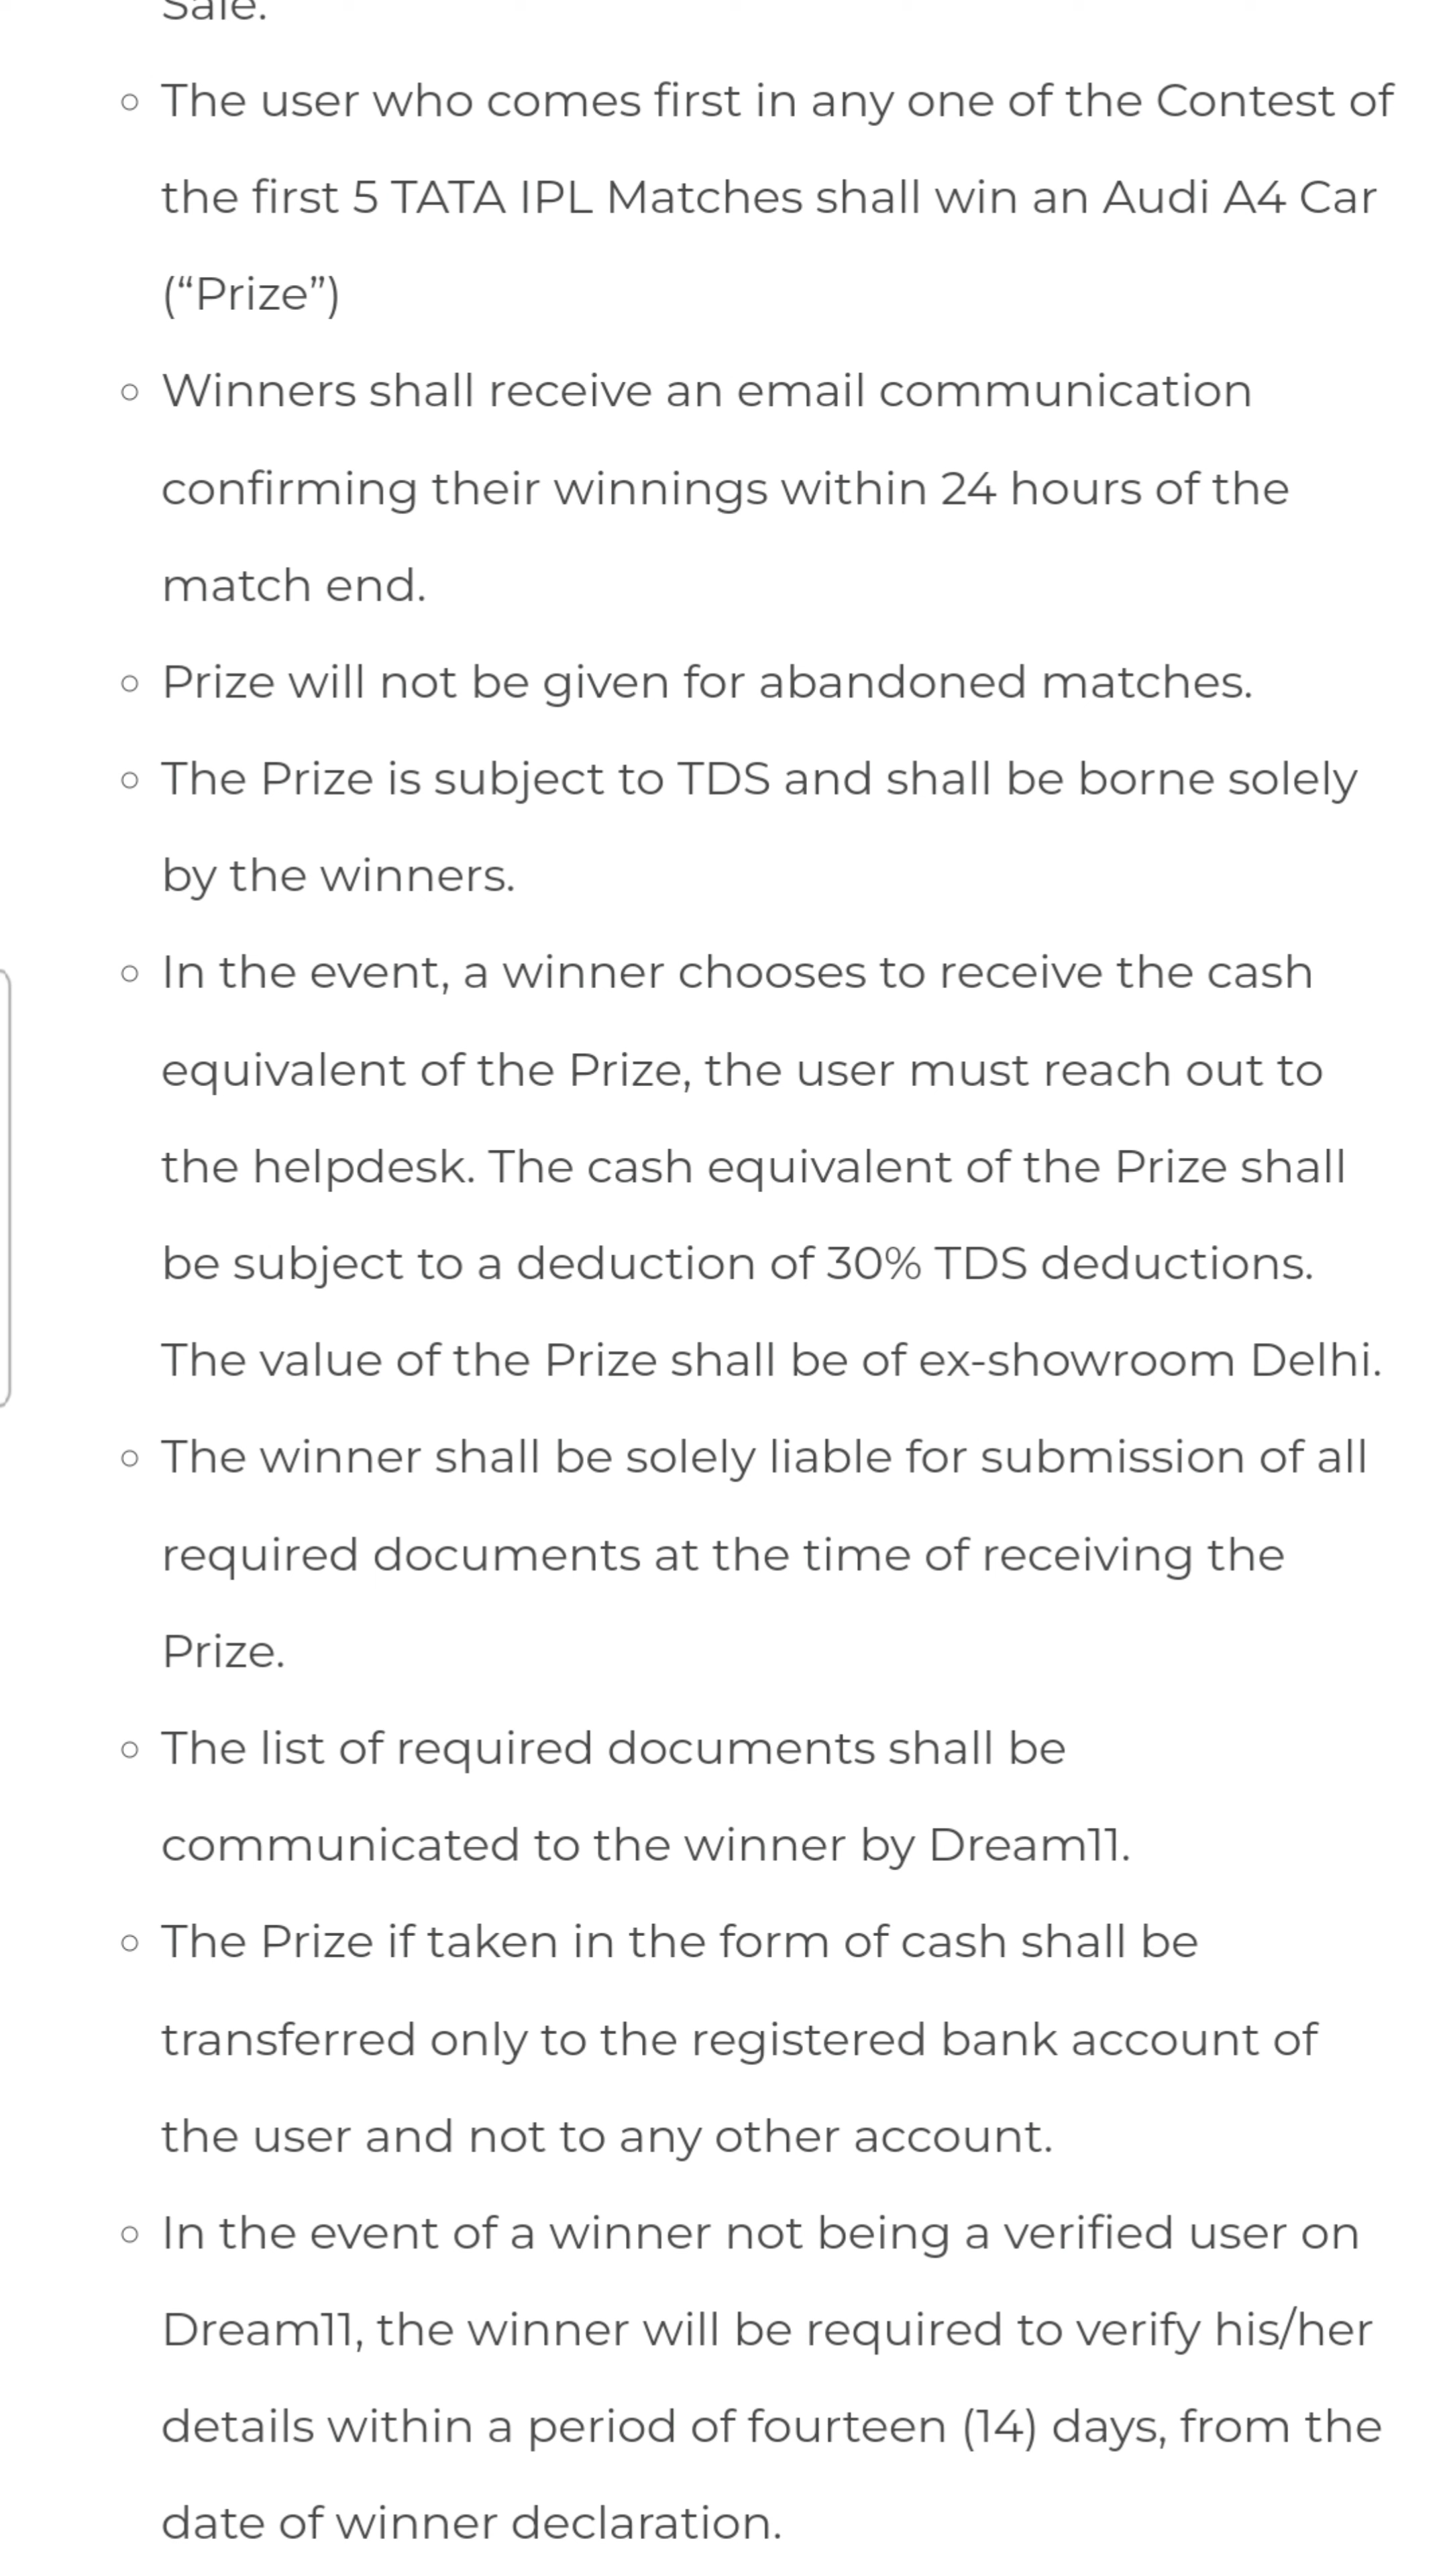 Sale.
The user who comes first in any one of the Contest of
the first 5 TATA IPL Matches shall win an Audi A4 Car
(“Prize”)
Winners shall receive an email communication
confirming their winnings within 24 hours of the
match end.
Prize will not be given for abandoned matches.
The Prize is subject to TDS and shall be borne solely
by the winners.
In the event, a winner chooses to receive the cash
equivalent of the Prize, the user must reach out to
the helpdesk. The cash equivalent of the Prize shall
be subject to a deduction of 30% TDS deductions.
The value of the Prize shall be of ex-showroom Delhi.
The winner shall be solely liable for submission of all
required documents at the time of receiving the
Prize.
The list of required documents shall be
communicated to the winner by Dream11.
The Prize if taken in the form of cash shall be
transferred only to the registered bank account of
the user and not to any other account.
In the event of a winner not being a verified user on
Dream11, the winner will be required to verify his/her
details within a period of fourteen (14) days, from the
date of winner declaration.